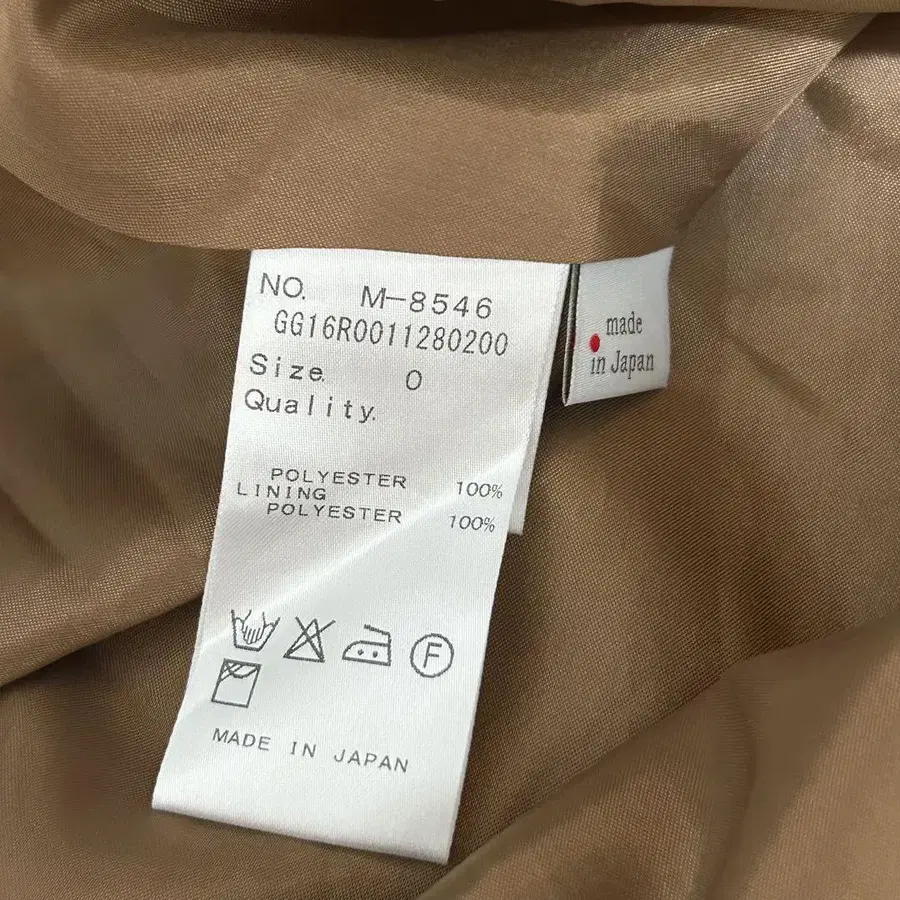 NO. M-8546
GG16R0011280200
Size. 0
Quality.
POLYESTER 100%
LINING
POLYESTER 100%
F
MADE IN JAPAN
made
in Japan